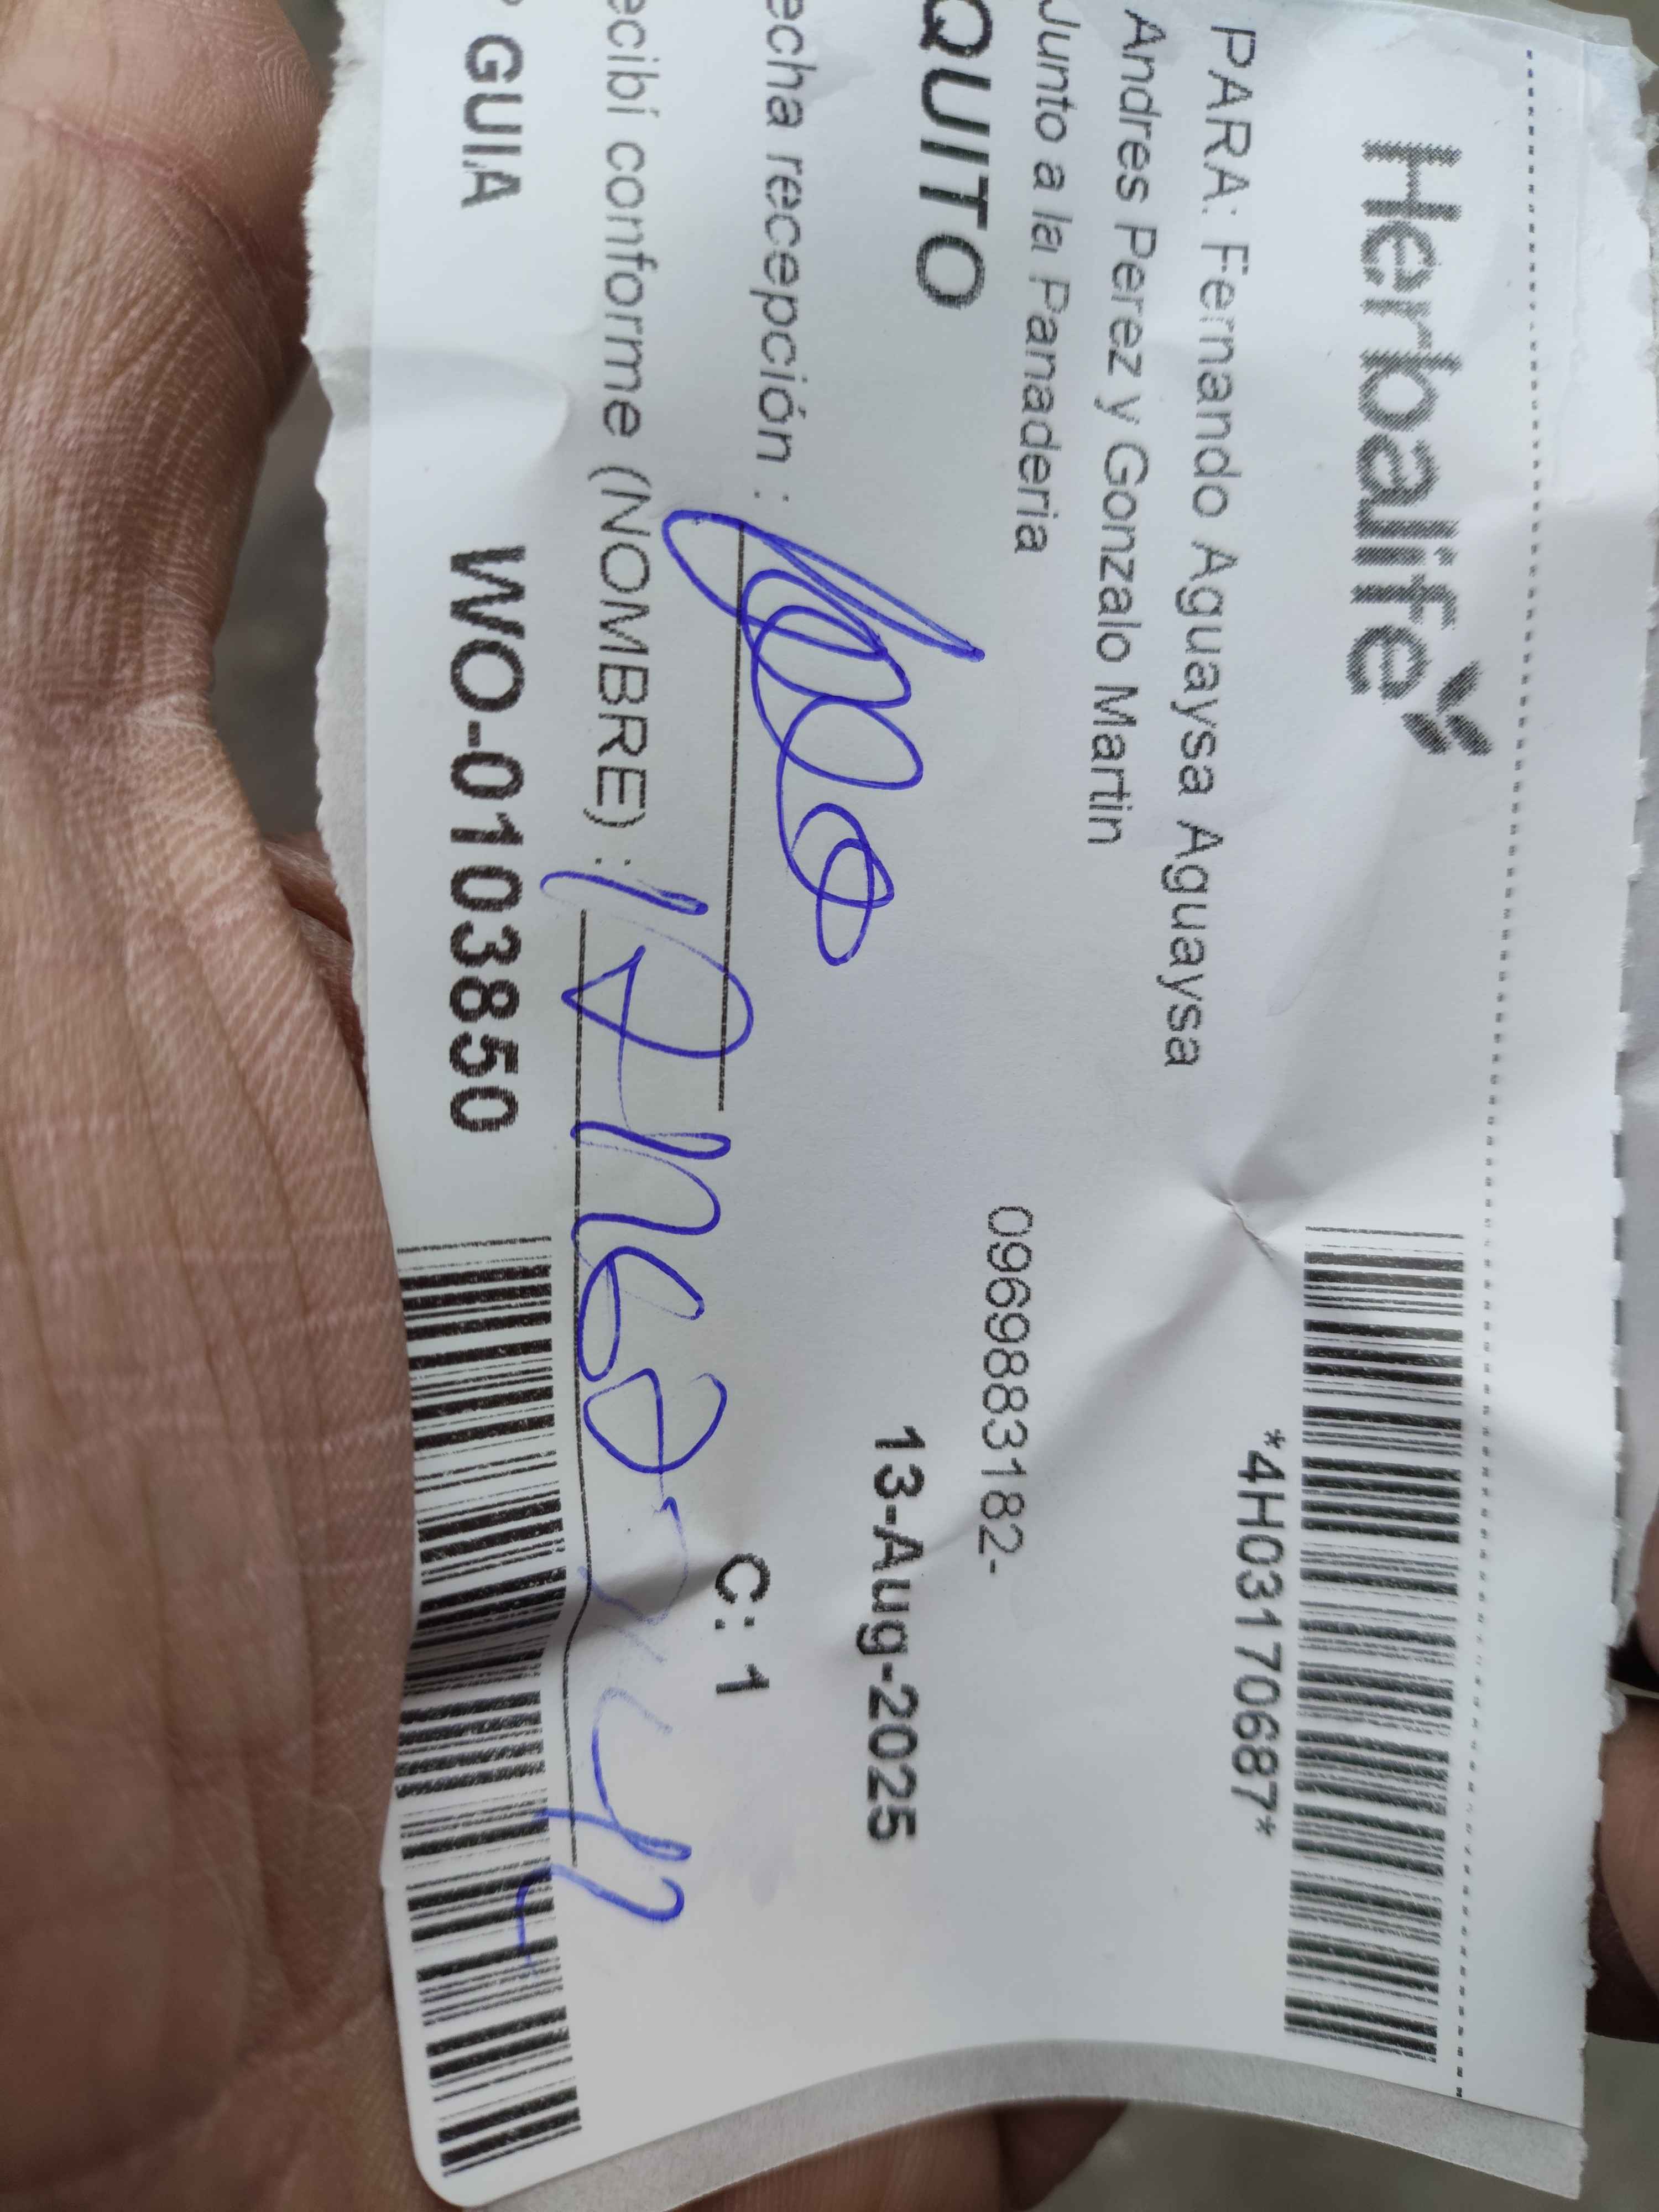 Herbalife
*4H03170687*
PARA: Fernando Aguaysa Aguaysa
Andres Perez y Gonzalo Martin
Junto a la Panaderia
0969883182-
QUITO
13-Aug-2025
echa recepción :
C: 1
ecibí conforme (NOMBRE) :
GUIA WO-0103850